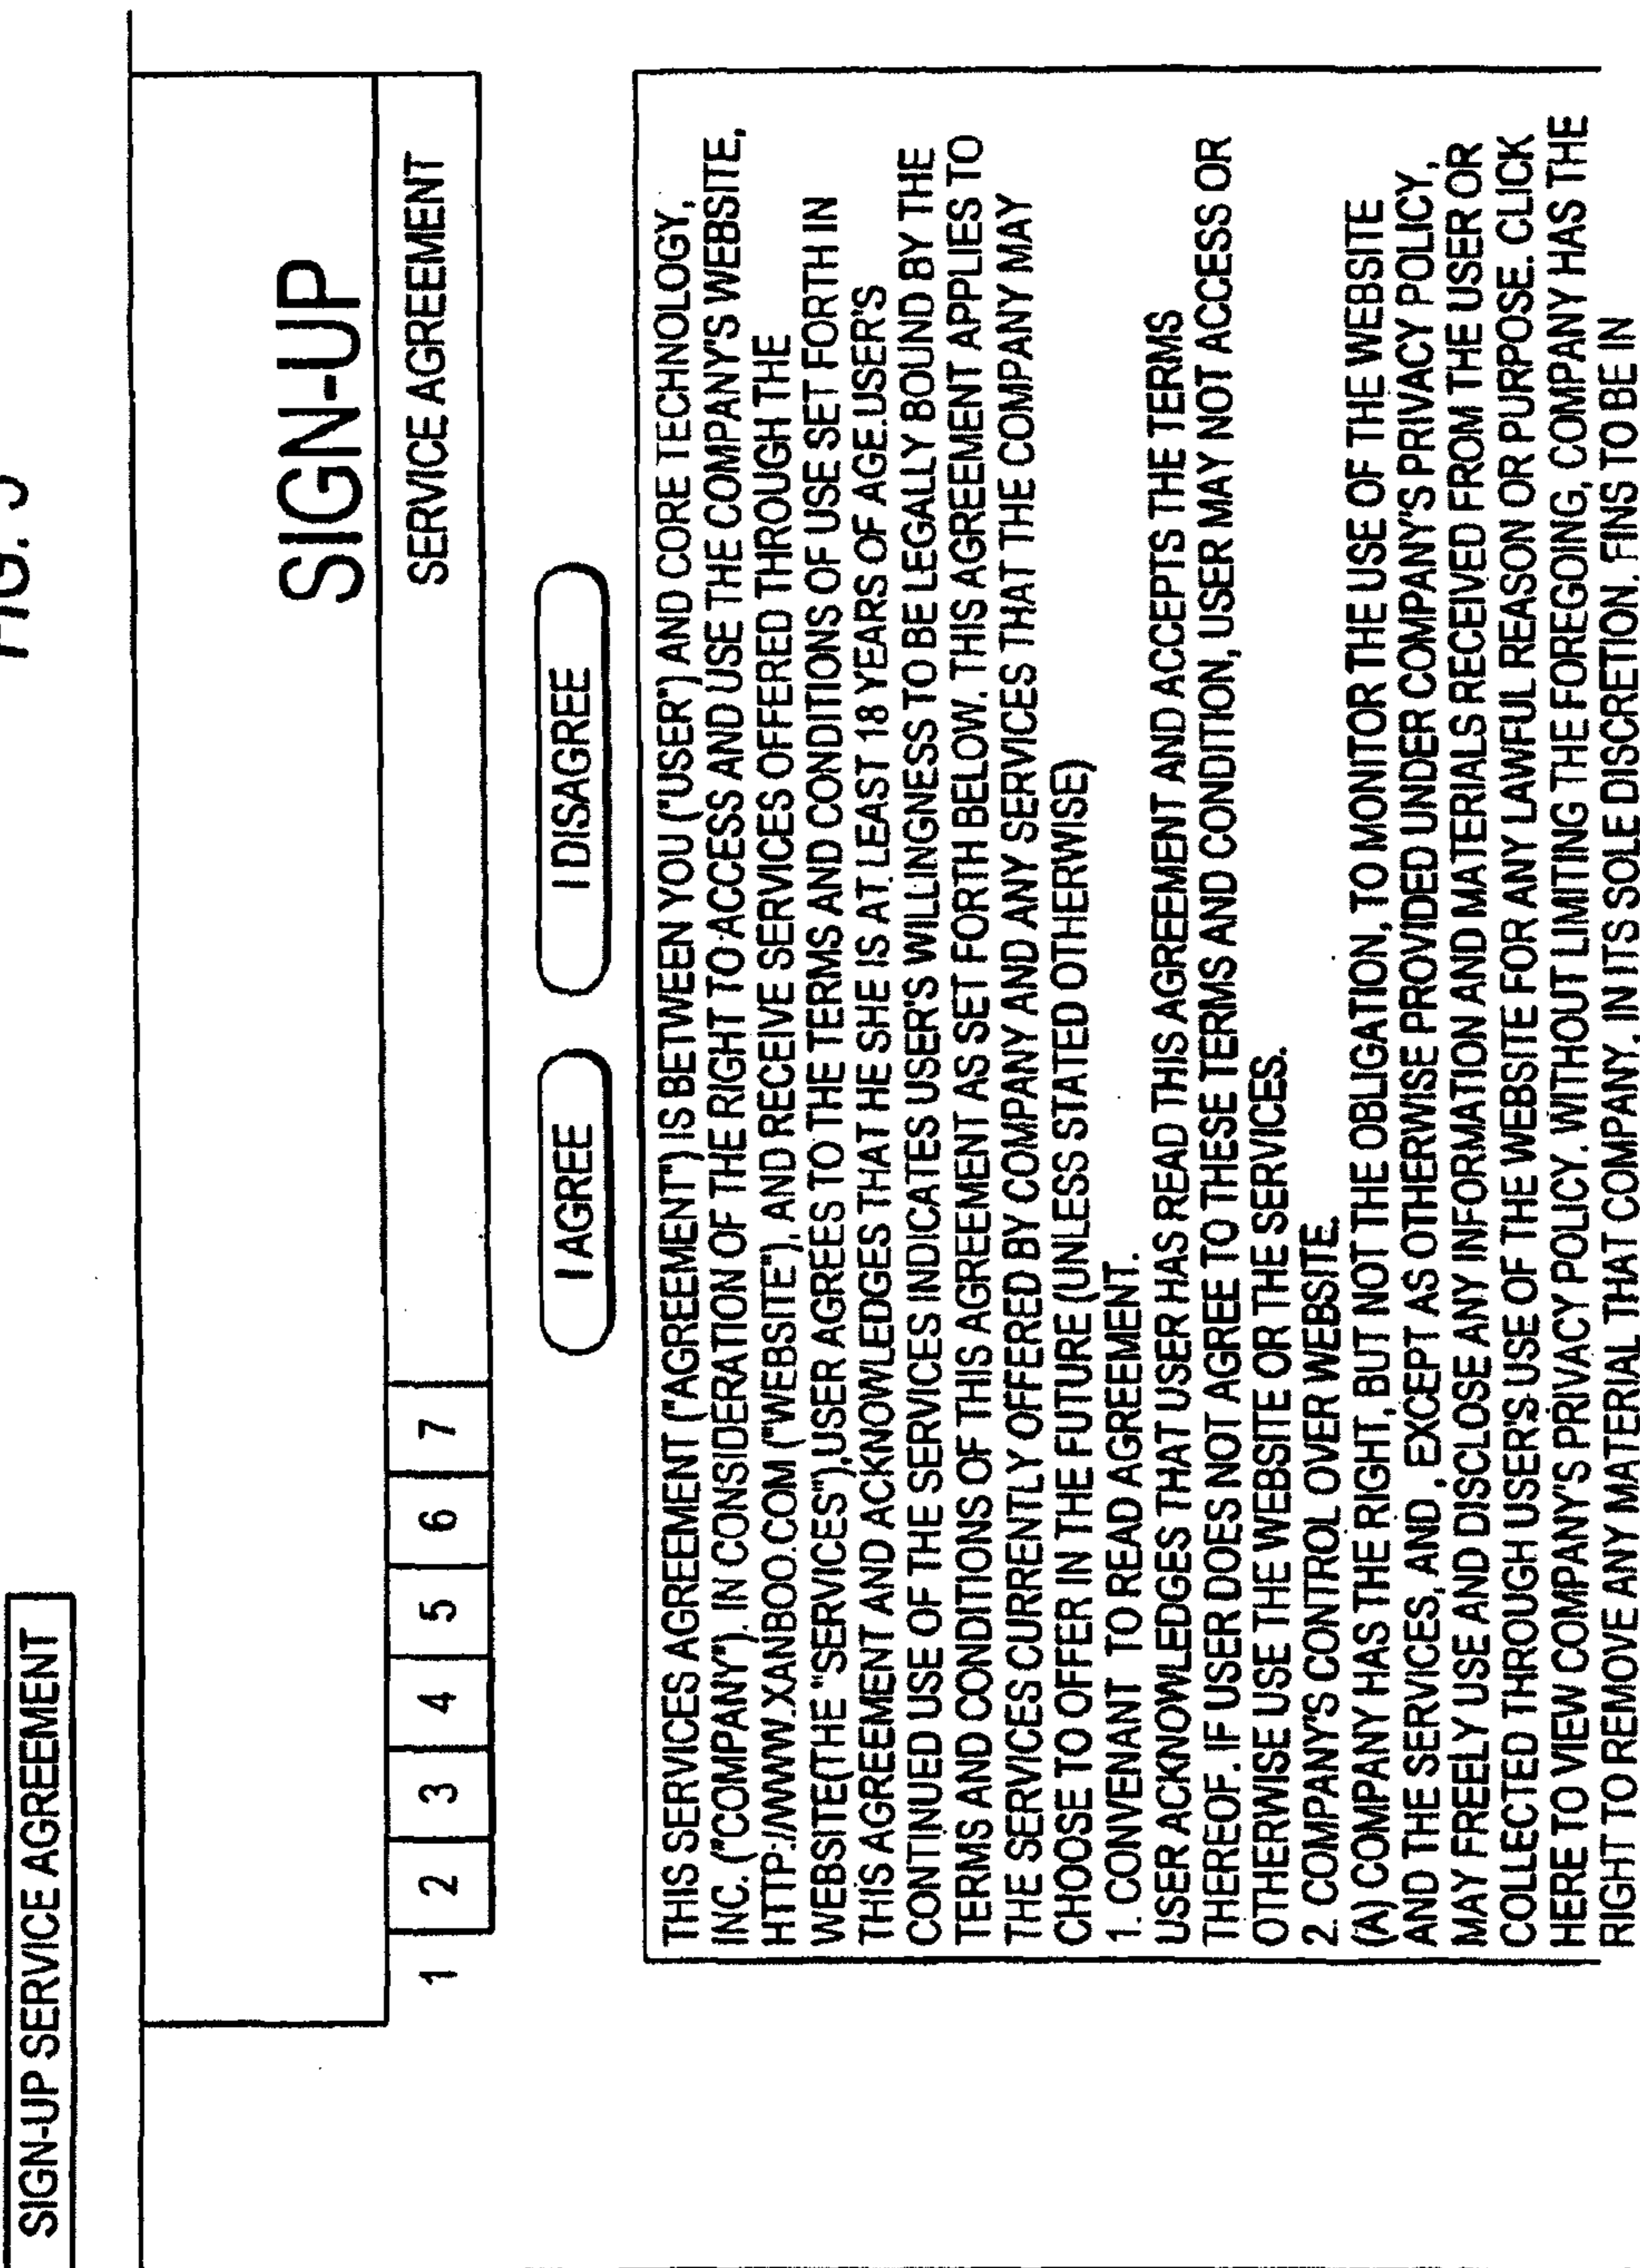 FIG. 5
SIGN-UP SERVICE AGREEMENT
SIGN-UP
1 2 3 4 5 6 7 SERVICE AGREEMENT
I AGREE I DISAGREE
THIS SERVICES AGREEMENT ("AGREEMENT") IS BETWEEN YOU ("USER") AND CORE TECHNOLOGY,
INC. ("COMPANY"). IN CONSIDERATION OF THE RIGHT TO ACCESS AND USE THE COMPANY'S WEBSITE,
HTTP://WWW.XANBOO.COM ("WEBSITE"), AND RECEIVE SERVICES OFFERED THROUGH THE
WEBSITE(THE "SERVICES"),USER AGREES TO THE TERMS AND CONDITIONS OF USE SET FORTH IN
THIS AGREEMENT AND ACKNOWLEDGES THAT HE SHE IS AT LEAST 18 YEARS OF AGE.USER'S
CONTINUED USE OF THE SERVICES INDICATES USER'S WILLINGNESS TO BE LEGALLY BOUND BY THE
TERMS AND CONDITIONS OF THIS AGREEMENT AS SET FORTH BELOW. THIS AGREEMENT APPLIES TO
THE SERVICES CURRENTLY OFFERED BY COMPANY AND ANY SERVICES THAT THE COMPANY MAY
CHOOSE TO OFFER IN THE FUTURE (UNLESS STATED OTHERWISE)
1. CONVENANT TO READ AGREEMENT.
USER ACKNOWLEDGES THAT USER HAS READ THIS AGREEMENT AND ACCEPTS THE TERMS
THEREOF. IF USER DOES NOT AGREE TO THESE TERMS AND CONDITION, USER MAY NOT ACCESS OR
OTHERWISE USE THE WEBSITE OR THE SERVICES.
2. COMPANY'S CONTROL OVER WEBSITE.
(A) COMPANY HAS THE RIGHT, BUT NOT THE OBLIGATION, TO MONITOR THE USE OF THE WEBSITE
AND THE SERVICES, AND , EXCEPT AS OTHERWISE PROVIDED UNDER COMPANY'S PRIVACY POLICY,
MAY FREELY USE AND DISCLOSE ANY INFORMATION AND MATERIALS RECEIVED FROM THE USER OR
COLLECTED THROUGH USER'S USE OF THE WEBSITE FOR ANY LAWFUL REASON OR PURPOSE. CLICK
HERE TO VIEW COMPANY'S PRIVACY POLICY. WITHOUT LIMITING THE FOREGOING, COMPANY HAS THE
RIGHT TO REMOVE ANY MATERIAL THAT COMPANY, IN ITS SOLE DISCRETION, FINS TO BE IN